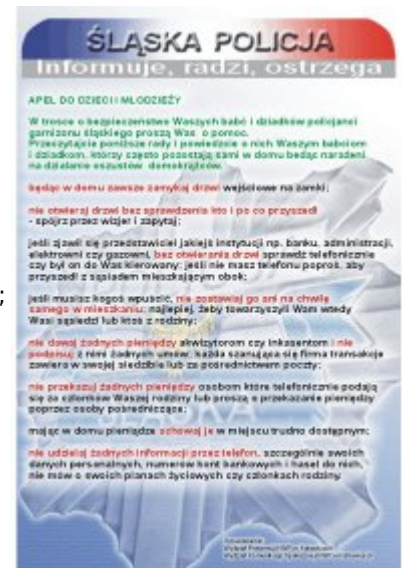 ŚLĄSKA POLICJA
Informuje, radzi, ostrzega
APEL DO DZIECI I MŁODZIEŻY
W trosce o bezpieczeństwo Waszych babć i dziadków policjanci
garnizonu śląskiego proszą Was o pomoc.
Przeczytajcie poniższe rady i powiedzcie o nich Waszym babciom
i dziadkom, którzy często pozostają sami w domu będąc narażeni
na działanie oszustów domokrążców.
będąc w domu zawsze zamykaj drzwi wejściowe na zamki;
nie otwieraj drzwi bez sprawdzenia kto i po co przyszedł
- spójrz przez wizjer i zapytaj;
jeśli zjawił się przedstawiciel jakiejś instytucji np. banku, administracji,
elektrowni czy gazowni, bez otwierania drzwi sprawdź telefonicznie
czy był on do Was kierowany; jeśli nie masz telefonu poproś, aby
przyszedł z sąsiadem mieszkającym obok;
;
jeśli musisz kogoś wpuścić, nie zostawiaj go ani na chwilę
samego w mieszkaniu; najlepiej, żeby towarzyszyli Wam wtedy
Wasi sąsiedzi lub ktoś z rodziny;
nie dawaj żadnych pieniędzy akwizytorom czy inkasentom i nie
podpisuj z nimi żadnych umów; każda szanująca się firma transakcje
zawiera w swojej siedzibie lub za pośrednictwem poczty;
nie przekazuj żadnych pieniędzy osobom które telefonicznie podają
się za członków Waszej rodziny lub proszą o przekazanie pieniędzy
poprzez osoby pośredniczące;
mając w domu pieniądze schowaj je w miejscu trudno dostępnym;
nie udzielaj żadnych informacji przez telefon, szczególnie swoich
danych personalnych, numerów kont bankowych i haseł do nich,
nie mów o swoich planach życiowych czy członkach rodziny